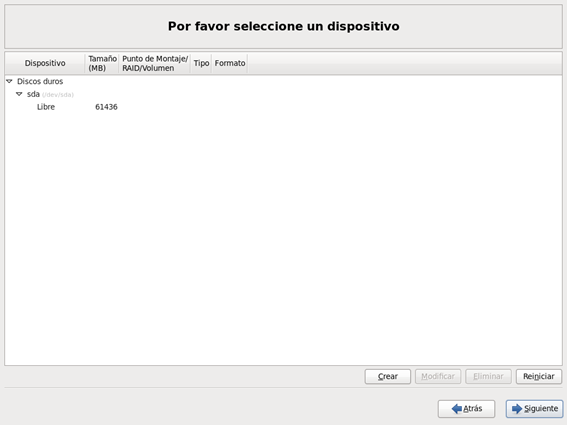 Por favor seleccione un dispositivo
Dispositivo Tamaño (MB) Punto de Montaje/ RAID/Volumen Tipo Formato
Discos duros
sda (/dev/sda)
Libre 61436
Crear Modificar Eliminar Reiniciar
Atrás Siguiente